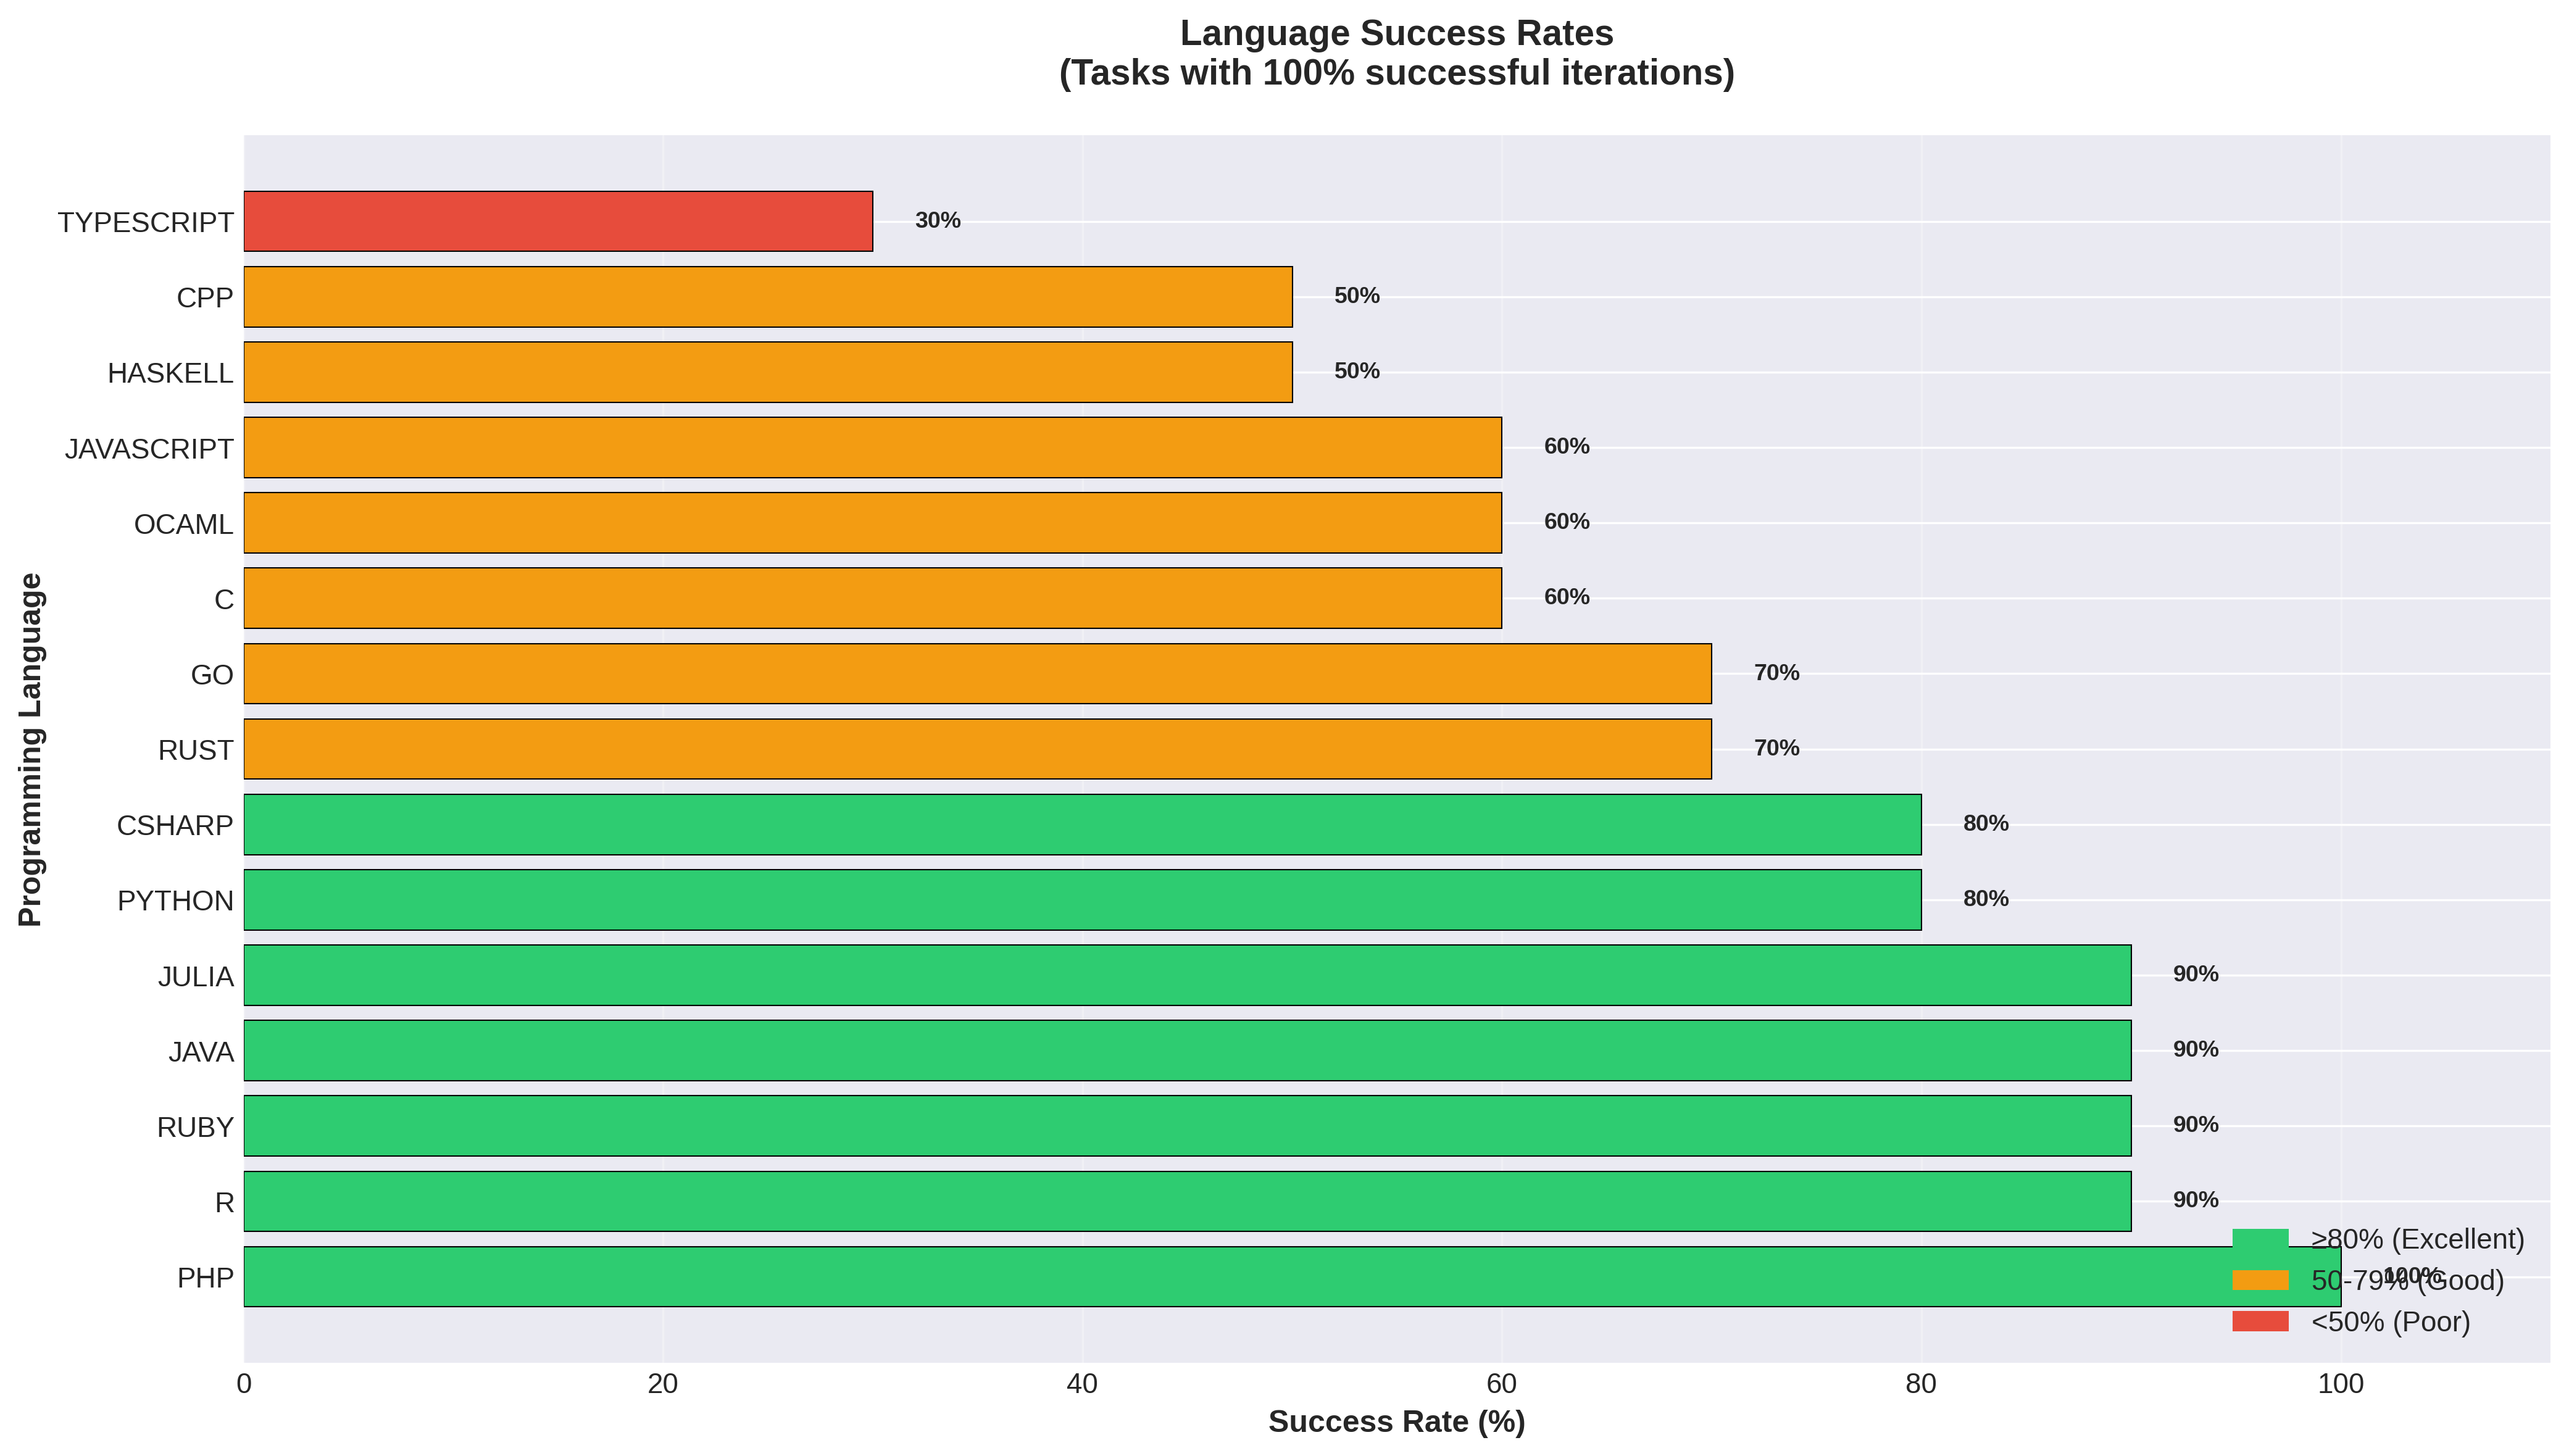 Language Success Rates
(Tasks with 100% successful iterations)
Programming Language
TYPESCRIPT 30%
CPP 50%
HASKELL 50%
JAVASCRIPT 60%
OCAML 60%
C 60%
GO 70%
RUST 70%
CSHARP 80%
PYTHON 80%
JULIA 90%
JAVA 90%
RUBY 90%
R 90%
PHP 100%
≥80% (Excellent)
50-79% (Good)
<50% (Poor)
0 20 40 60 80 100
Success Rate (%)